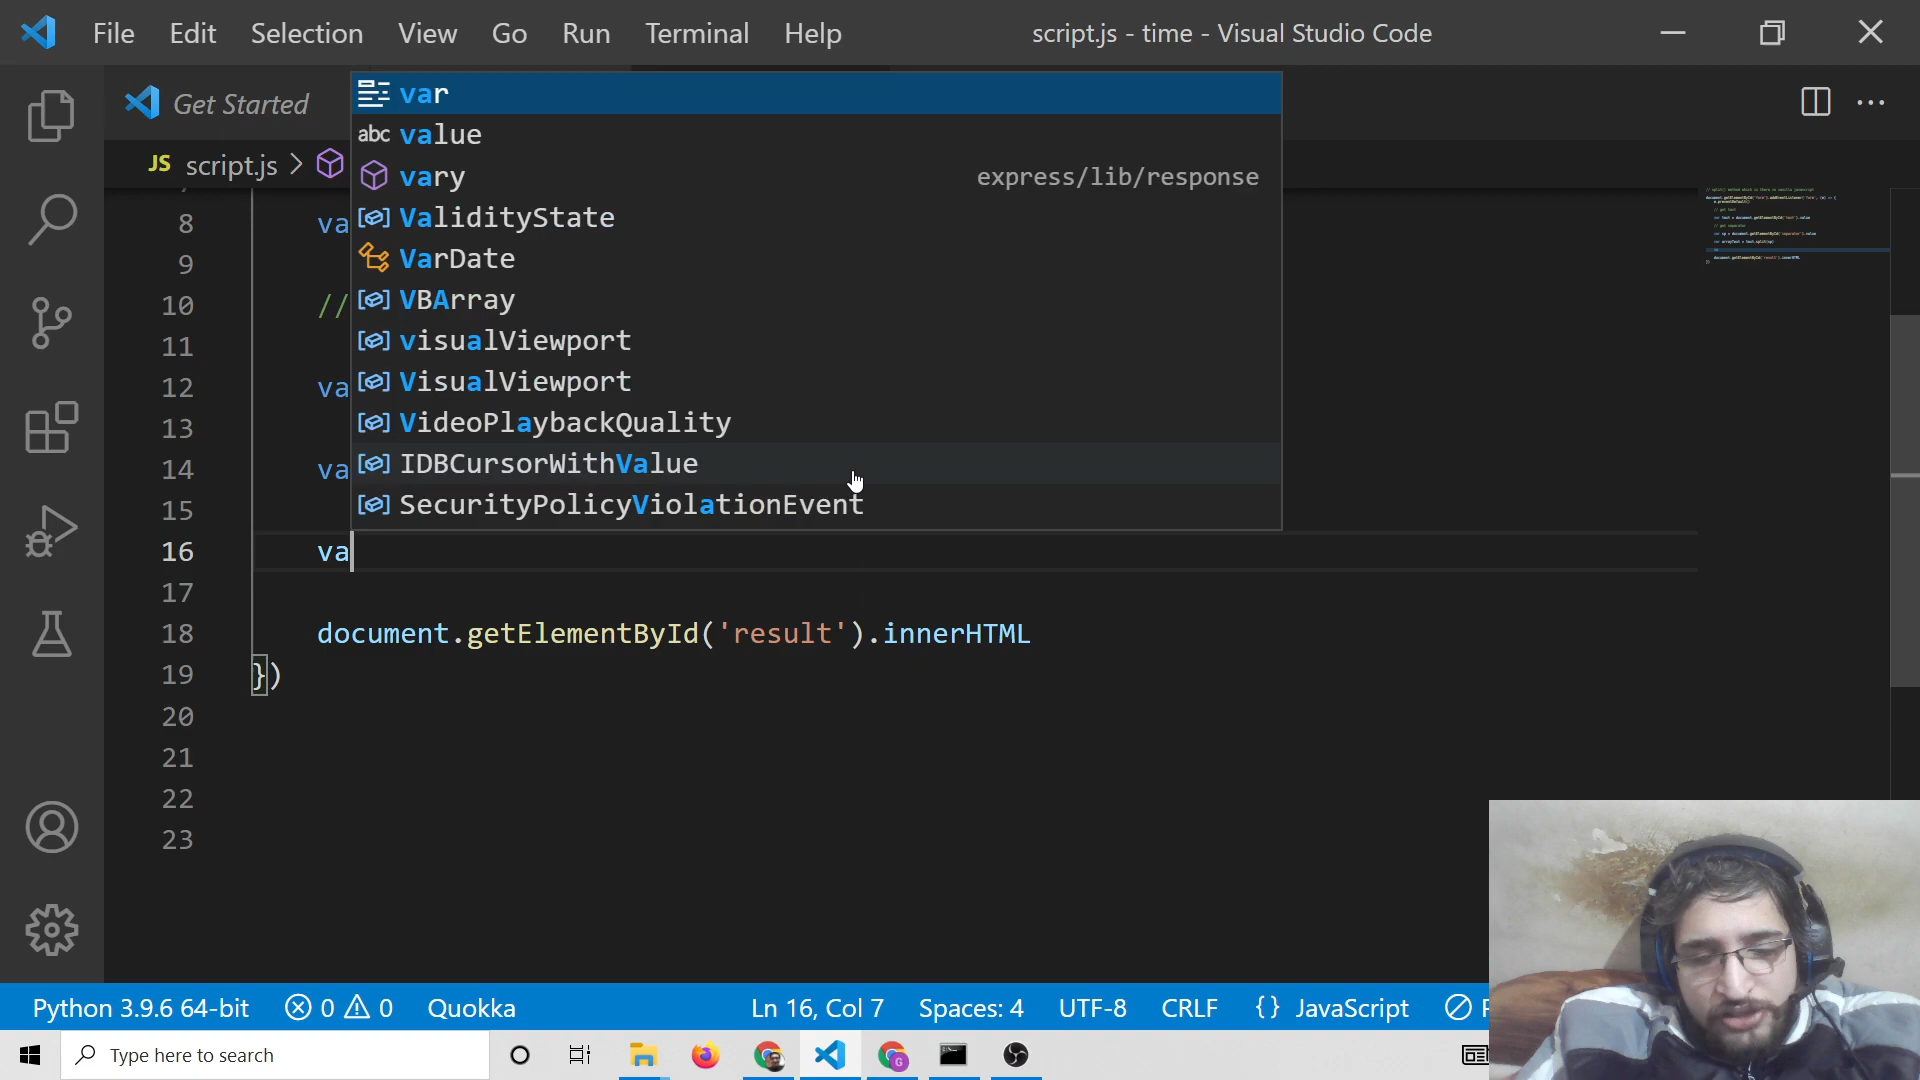 File Edit Selection View Go Run Terminal Help script.js - time - Visual Studio Code
Get Started
JS script.js >
var
abc value
vary express/lib/response
ValidityState
VarDate
VBArray
visualViewport
VisualViewport
VideoPlaybackQuality
IDBCursorWithValue
SecurityPolicyViolationEvent
8 va
9
10 //
11
12 va
13
14 va
15
16 va
17
18 document.getElementById('result').innerHTML
19 })
20
21
22
23
Python 3.9.6 64-bit 0 0 Quokka Ln 16, Col 7 Spaces: 4 UTF-8 CRLF {} JavaScript
Type here to search